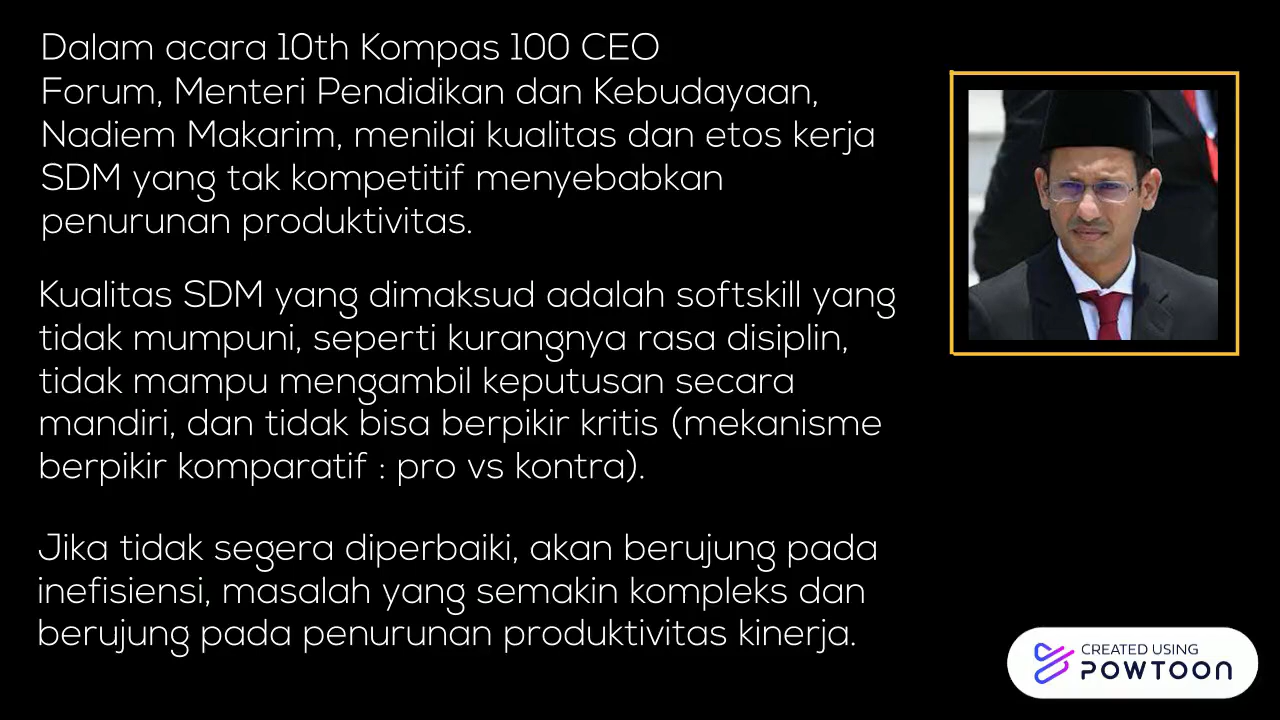 Dalam acara 10th Kompas 100 CEO
Forum, Menteri Pendidikan dan Kebudayaan,
Nadiem Makarim, menilai kualitas dan etos kerja
SDM yang tak kompetitif menyebabkan
penurunan produktivitas.
Kualitas SDM yang dimaksud adalah softskill yang
tidak mumpuni, seperti kurangnya rasa disiplin,
tidak mampu mengambil keputusan secara
mandiri, dan tidak bisa berpikir kritis (mekanisme
berpikir komparatif : pro vs kontra).
Jika tidak segera diperbaiki, akan berujung pada
inefisiensi, masalah yang semakin kompleks dan
berujung pada penurunan produktivitas kinerja.
CREATED USING
POWTOON